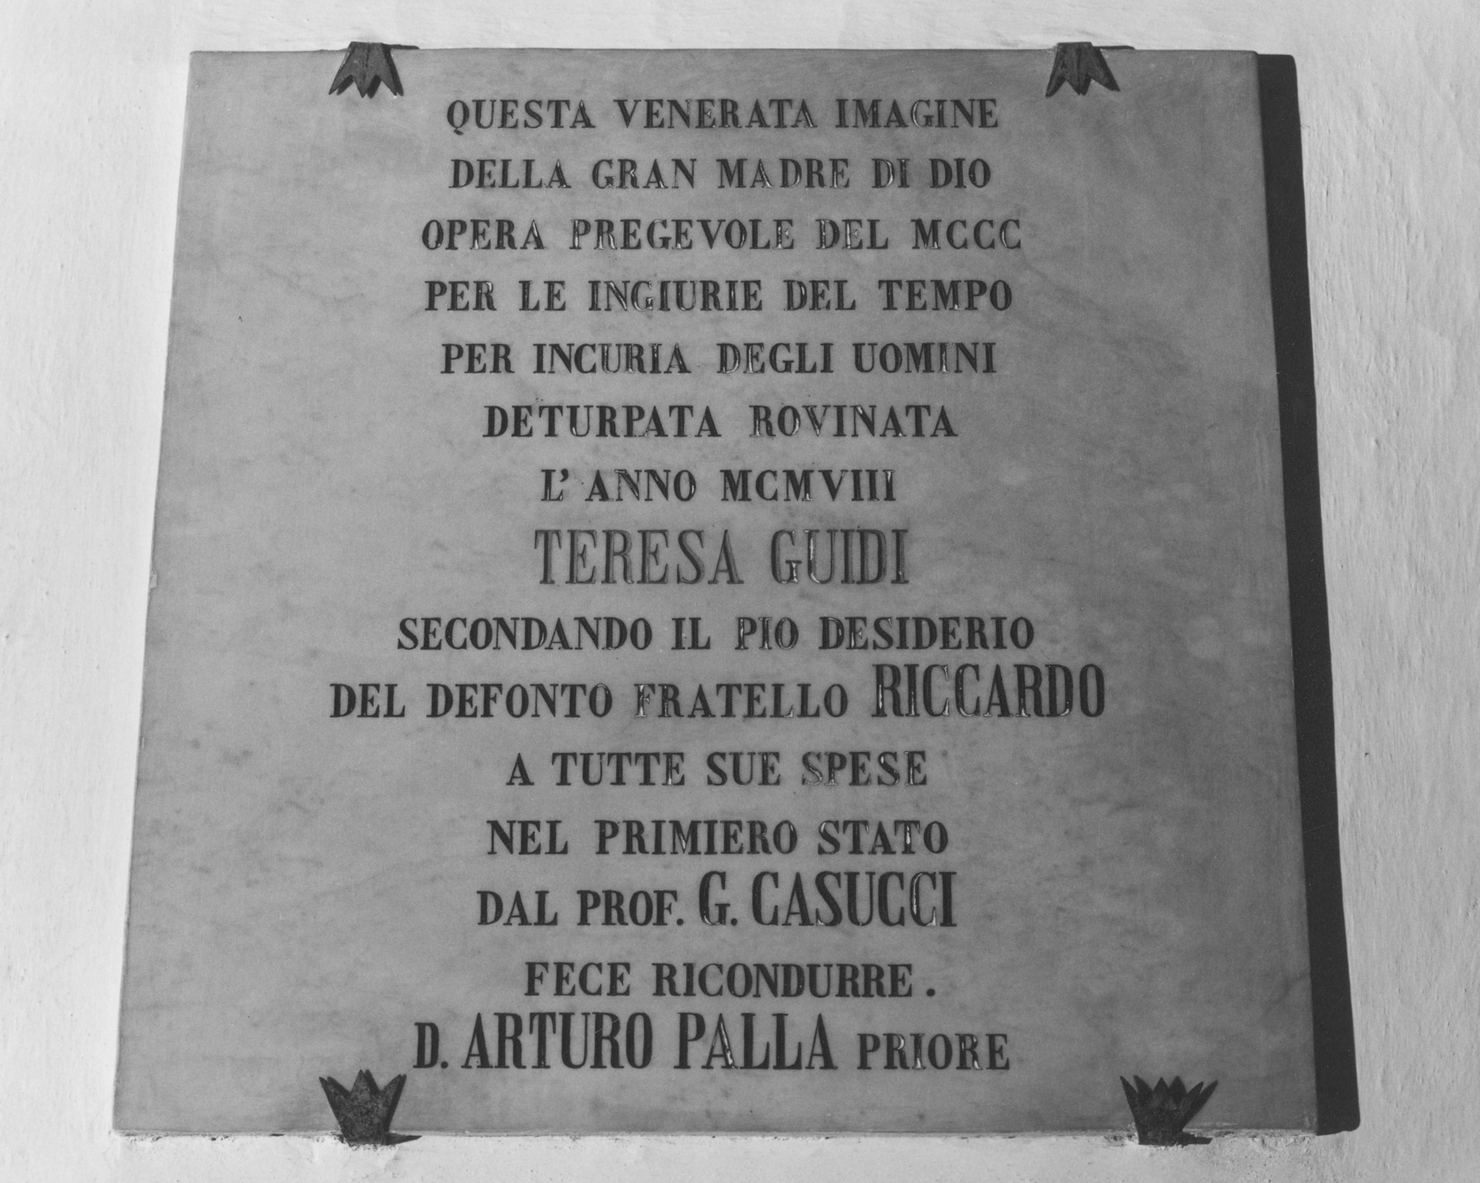 QUESTA VENERATA IMAGINE
DELLA GRAN MADRE DI DIO
OPERA PREGEVOLE DEL MCCC
PER LE INGIURIE DEL TEMPO
PER INCURIA DEGLI UOMINI
DETURPATA ROVINATA
L' ANNO MCMVIII
TERESA GUIDI
SECONDANDO IL PIO DESIDERIO
DEL DEFONTO FRATELLO RICCARDO
A TUTTE SUE SPESE
NEL PRIMIERO STATO
DAL PROF. G. CASUCCI
FECE RICONDURRE.
D. ARTURO PALLA PRIORE